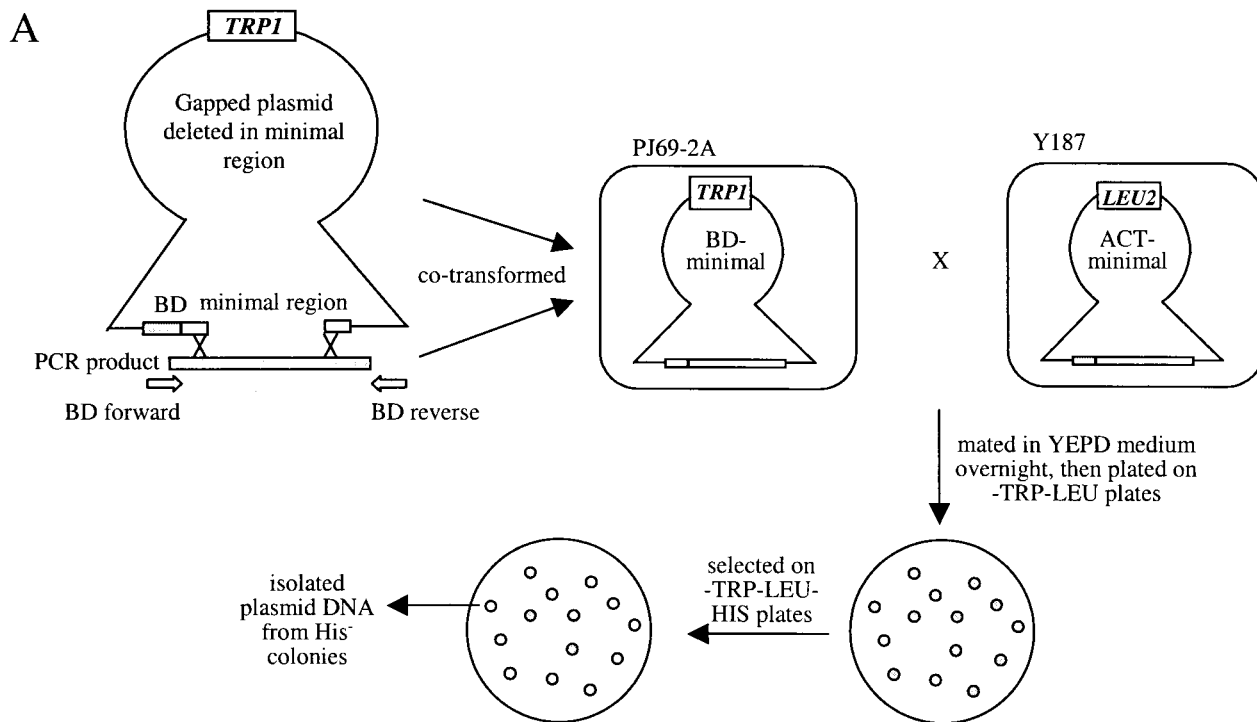 A
TRP1
Gapped plasmid
deleted in minimal
region
BD
minimal region
PCR product
BD forward
BD reverse
co-transformed
PJ69-2A
TRP1
BD-
minimal
X
Y187
LEU2
ACT-
minimal
mated in YEPD medium
overnight, then plated on
-TRP-LEU plates
selected on
-TRP-LEU-
HIS plates
isolated
plasmid DNA
from His⁻
colonies